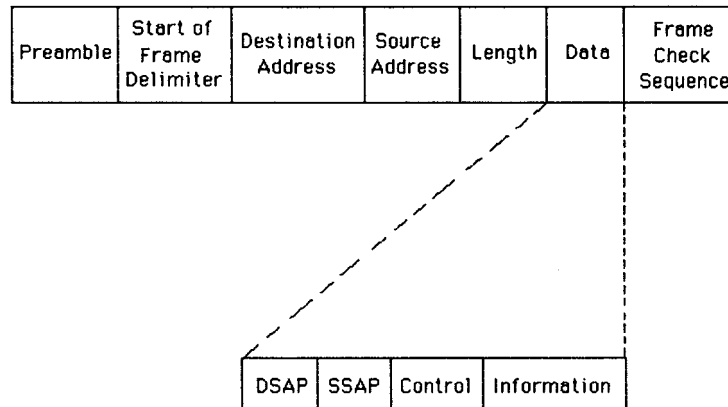 Preamble
Start of
Frame
Delimiter
Destination
Address
Source
Address
Length
Data
Frame
Check
Sequence
DSAP
SSAP
Control
Information